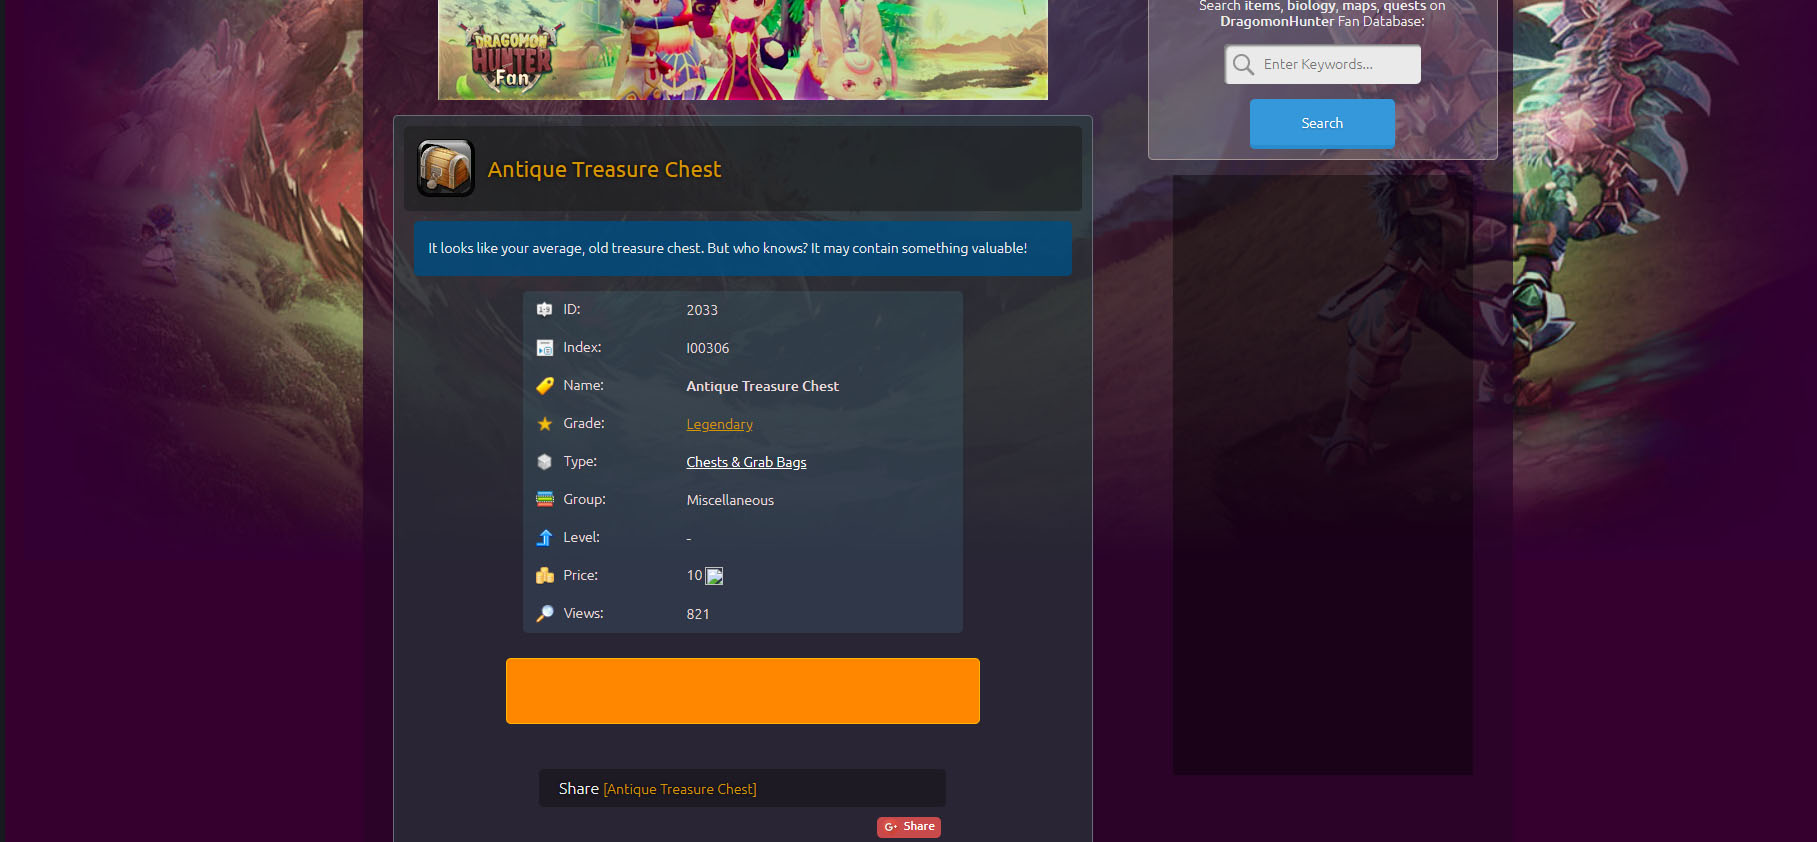 DRAGOMON
HUNTER
Fan
Search items, biology, maps, quests on
DragomonHunter Fan Database:
Enter Keywords...
Search
Antique Treasure Chest
It looks like your average, old treasure chest. But who knows? It may contain something valuable!
ID: 2033
Index: I00306
Name: Antique Treasure Chest
Grade: Legendary
Type: Chests & Grab Bags
Group: Miscellaneous
Level: -
Price: 10
Views: 821
Share [Antique Treasure Chest]
G+ Share